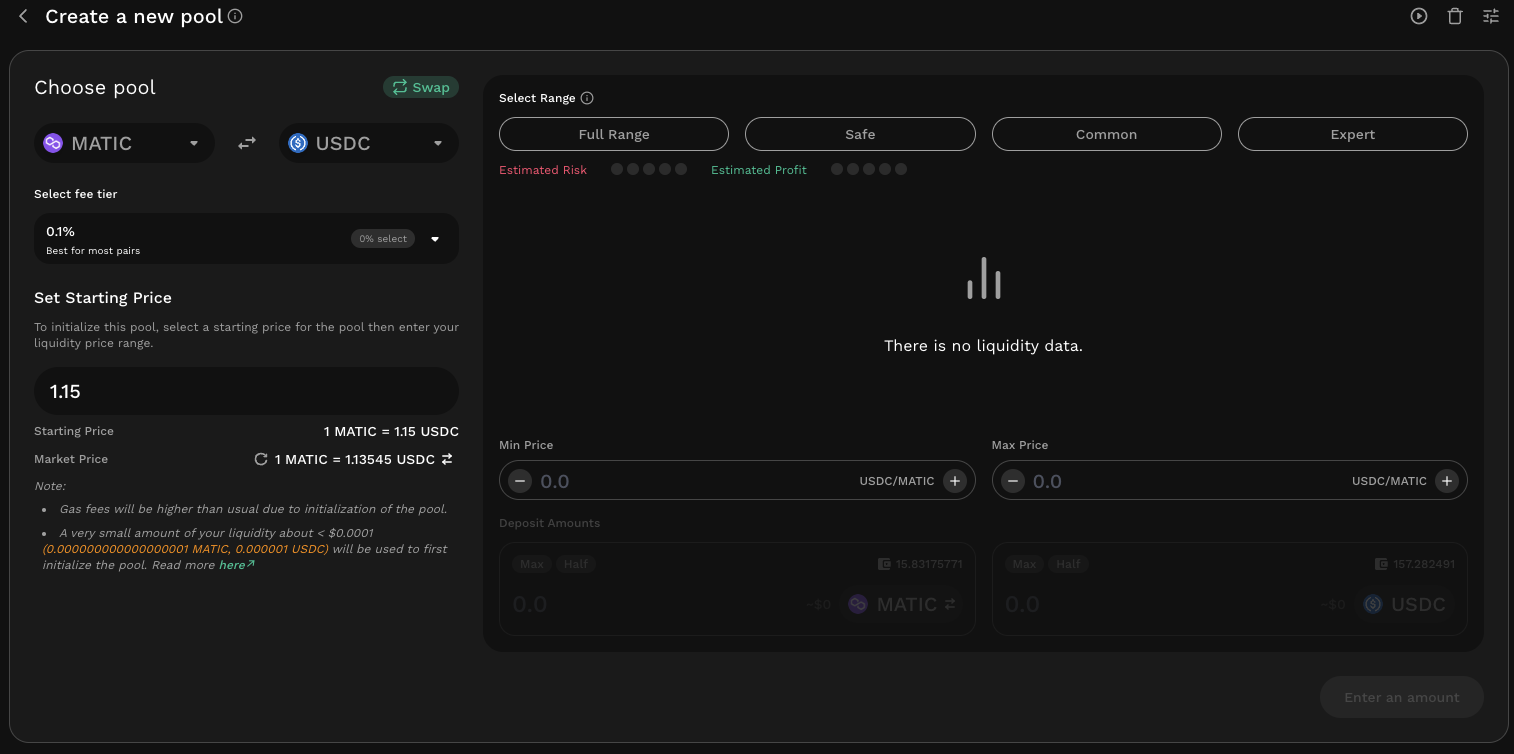 Create a new pool
Choose pool
Swap
MATIC
USDC
Select fee tier
0.1%
Best for most pairs
0% select
Set Starting Price
To initialize this pool, select a starting price for the pool then enter your
liquidity price range.
1.15
Starting Price
1 MATIC = 1.15 USDC
Market Price
1 MATIC = 1.13545 USDC
Note:
Gas fees will be higher than usual due to initialization of the pool.
A very small amount of your liquidity about < $0.0001
(0.000000000000000001 MATIC, 0.000001 USDC) will be used to first
initialize the pool. Read more here↗
Select Range
Full Range
Safe
Common
Expert
Estimated Risk
Estimated Profit
There is no liquidity data.
Min Price
0.0
USDC/MATIC
Max Price
0.0
USDC/MATIC
Deposit Amounts
Max
Half
15.83175771
0.0
~$0
MATIC
Max
Half
157.282491
0.0
~$0
USDC
Enter an amount